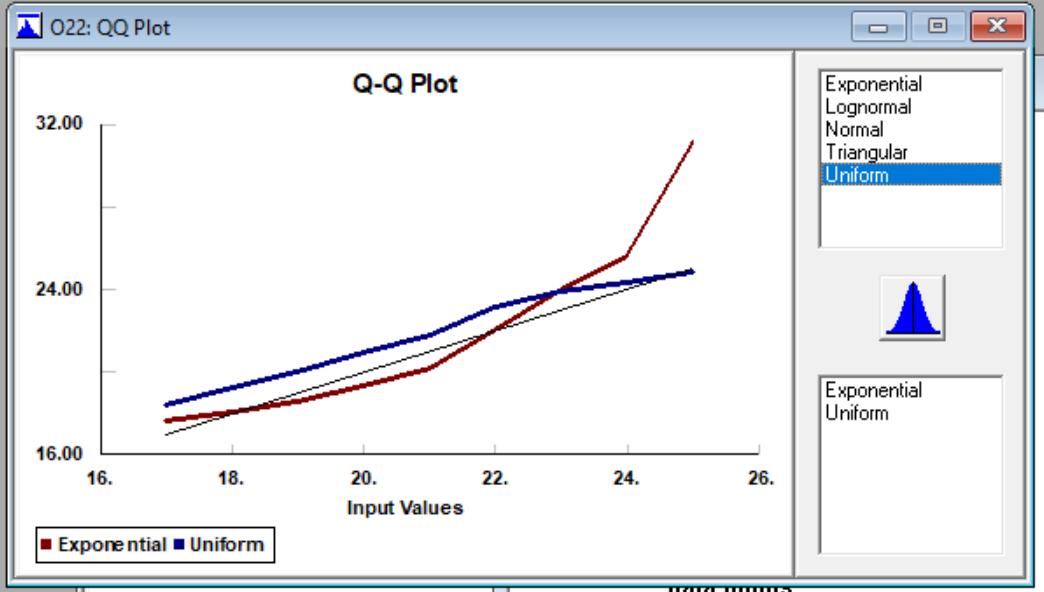 O22: QQ Plot
Q-Q Plot
32.00
24.00
16.00
16. 18. 20. 22. 24. 26.
Input Values
Exponential Uniform
Exponential
Lognormal
Normal
Triangular
Uniform
Exponential
Uniform